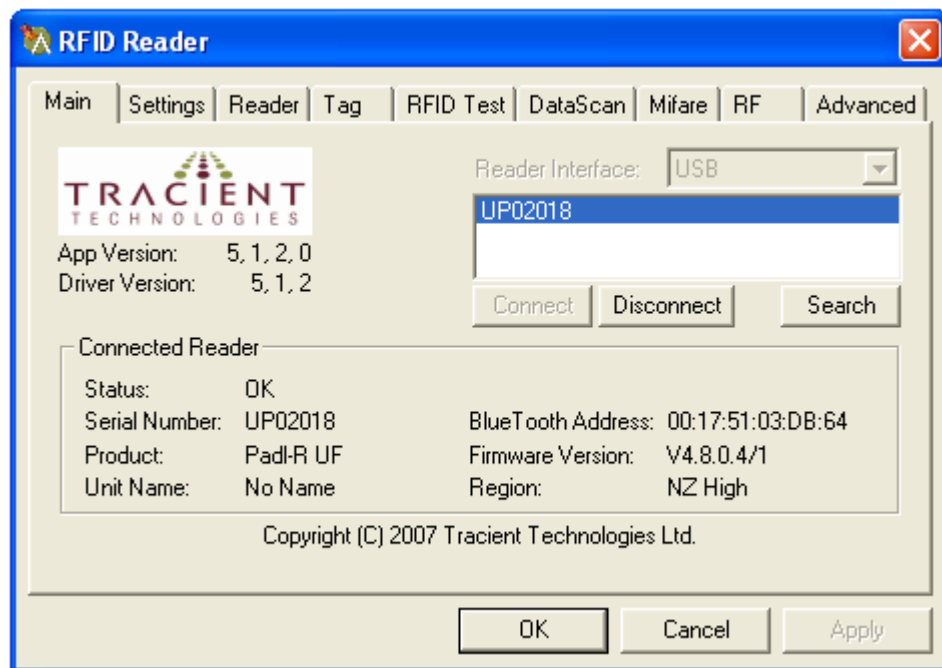 RFID Reader
Main Settings Reader Tag RFID Test DataScan Mifare RF Advanced
TRACIENT
TECHNOLOGIES
App Version: 5, 1, 2, 0
Driver Version: 5, 1, 2
Reader Interface: USB
UP02018
Connect Disconnect Search
Connected Reader
Status: OK
Serial Number: UP02018 BlueTooth Address: 00:17:51:03:DB:64
Product: Padl-R UF Firmware Version: V4.8.0.4/1
Unit Name: No Name Region: NZ High
Copyright (C) 2007 Tracient Technologies Ltd.
OK Cancel Apply